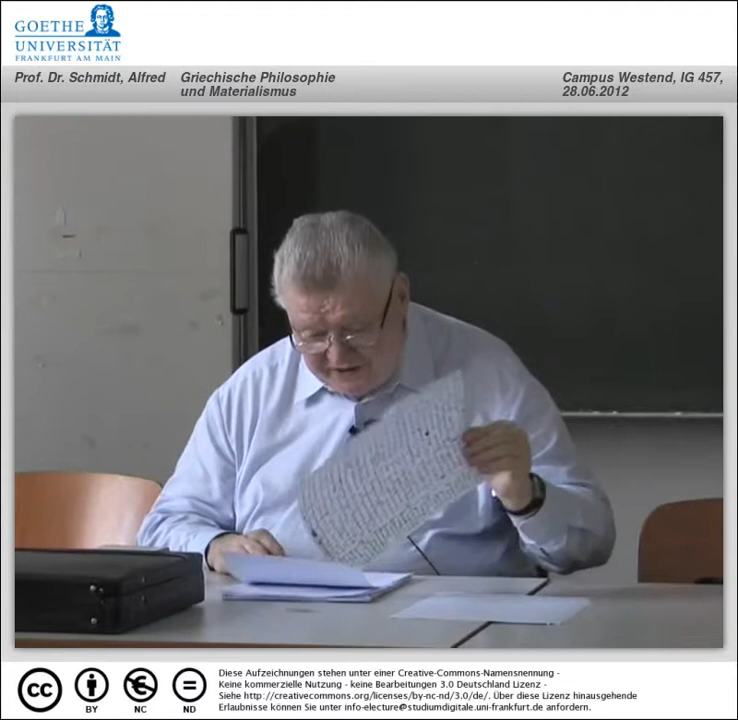 GOETHE
UNIVERSITÄT
FRANKFURT AM MAIN
Prof. Dr. Schmidt, Alfred
Griechische Philosophie
und Materialismus
Campus Westend, IG 457,
28.06.2012
cc
BY
NC
ND
Diese Aufzeichnungen stehen unter einer Creative-Commons-Namensnennung -
Keine kommerzielle Nutzung - keine Bearbeitungen 3.0 Deutschland Lizenz -
Siehe http://creativecommons.org/licenses/by-nc-nd/3.0/de/. Über diese Lizenz hinausgehende
Erlaubnisse können Sie unter info-electure@studiumdigitale.uni-frankfurt.de anfordern.